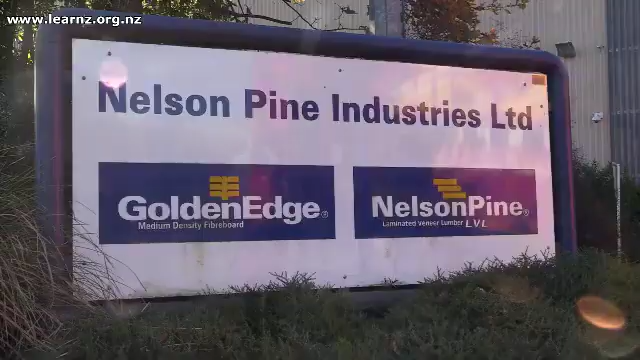 www.learnz.org.nz
Nelson Pine Industries Ltd
GoldenEdge®
Medium Density Fibreboard
NelsonPine®
Laminated Veneer Lumber LVL